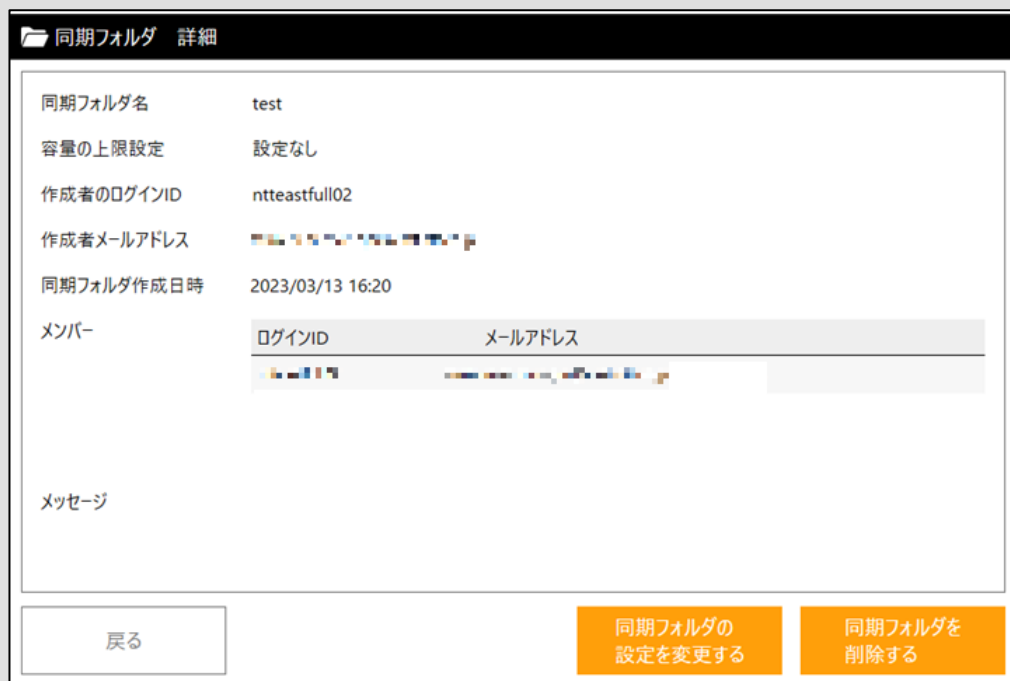 同期フォルダ 詳細
同期フォルダ名 test
容量の上限設定 設定なし
作成者のログインID ntteastfull02
作成者メールアドレス
同期フォルダ作成日時 2023/03/13 16:20
メンバー
ログインID メールアドレス
メッセージ
戻る
同期フォルダの
設定を変更する
同期フォルダを
削除する